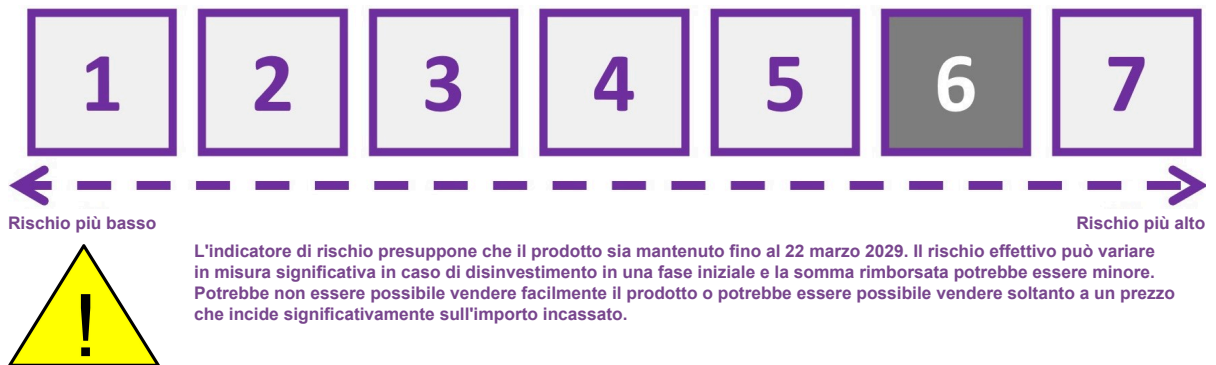 1 2 3 4 5 6 7
Rischio più basso Rischio più alto
L'indicatore di rischio presuppone che il prodotto sia mantenuto fino al 22 marzo 2029. Il rischio effettivo può variare
in misura significativa in caso di disinvestimento in una fase iniziale e la somma rimborsata potrebbe essere minore.
Potrebbe non essere possibile vendere facilmente il prodotto o potrebbe essere possibile vendere soltanto a un prezzo
che incide significativamente sull'importo incassato.
!